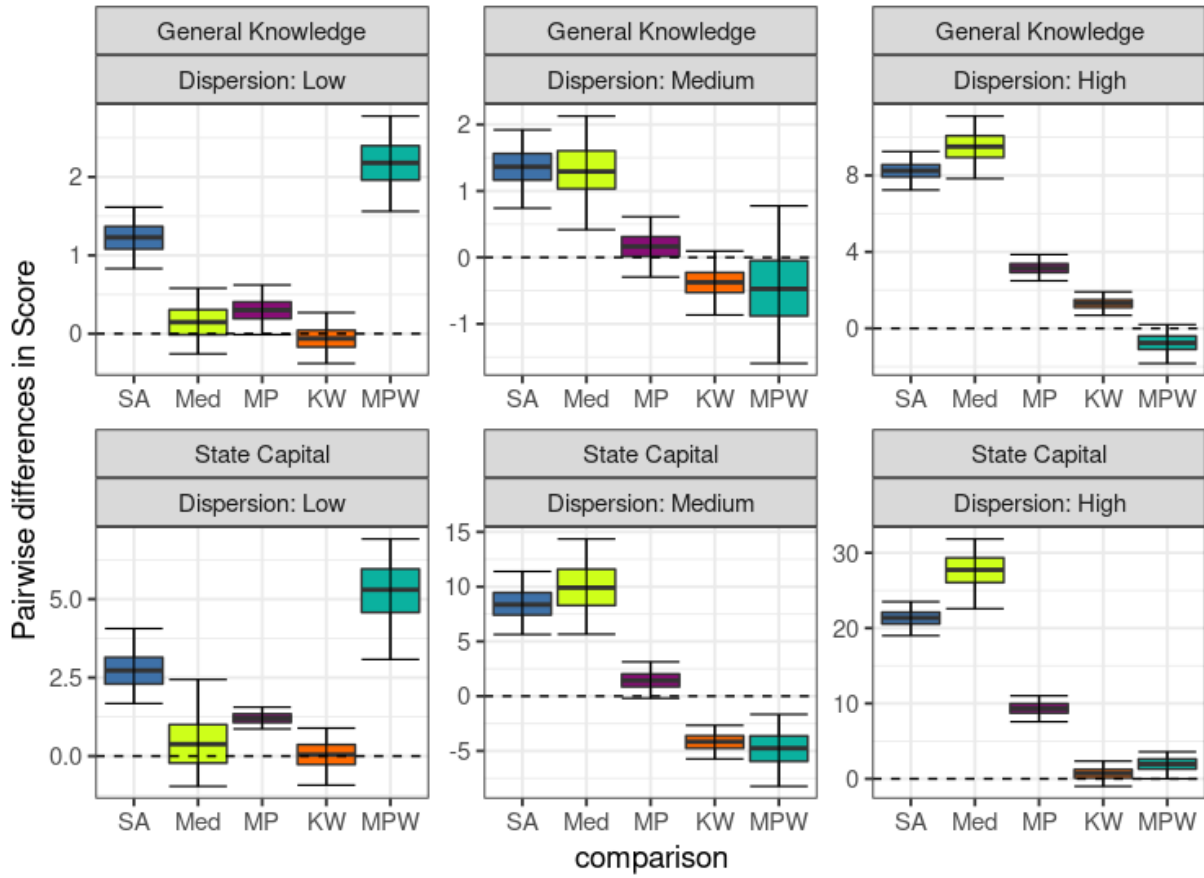 General Knowledge
Dispersion: Low
General Knowledge
Dispersion: Medium
General Knowledge
Dispersion: High
2
1
0
2
1
0
-1
8
4
0
SA Med MP KW MPW
SA Med MP KW MPW
SA Med MP KW MPW
Pairwise differences in Score
State Capital
Dispersion: Low
State Capital
Dispersion: Medium
State Capital
Dispersion: High
5.0
2.5
0.0
15
10
5
0
-5
30
20
10
0
SA Med MP KW MPW
SA Med MP KW MPW
SA Med MP KW MPW
comparison